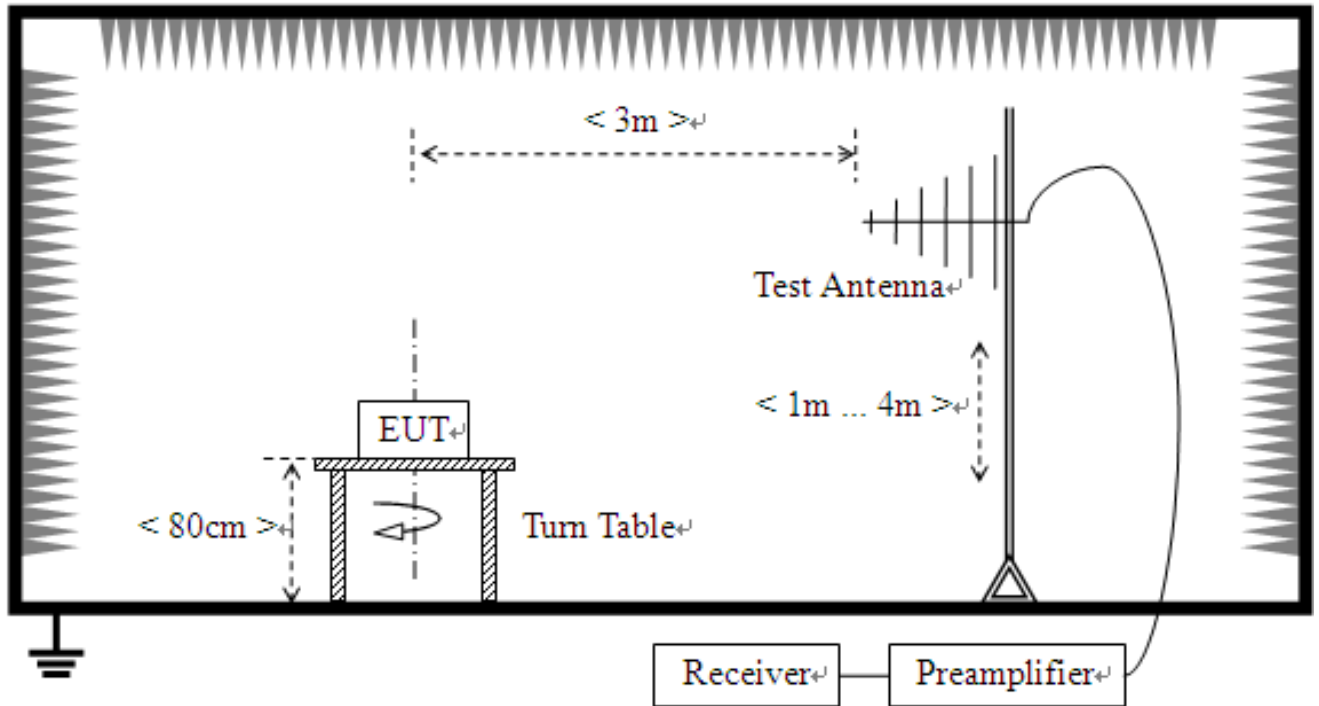 < 3m >↵
Test Antenna↵
< 1m ... 4m >↵
EUT↵
< 80cm >↵
Turn Table↵
Receiver↵
Preamplifier↵